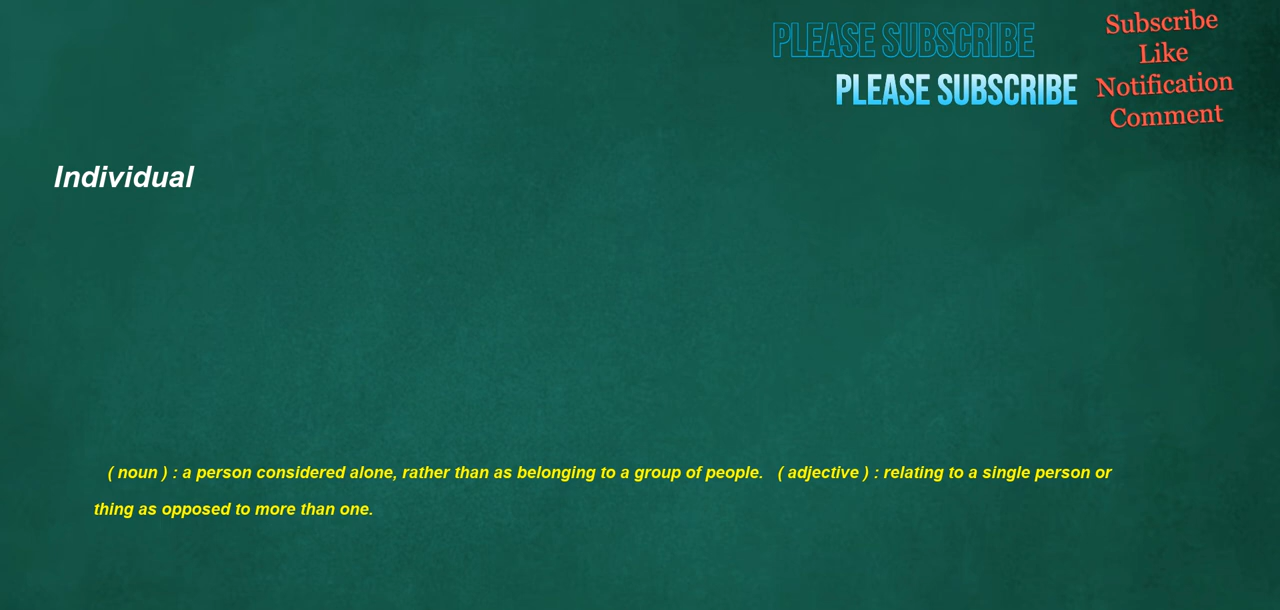 PLEASE SUBSCRIBE
PLEASE SUBSCRIBE
Subscribe
Like
Notification
Comment
Individual
( noun ) : a person considered alone, rather than as belonging to a group of people.   ( adjective ) : relating to a single person or
thing as opposed to more than one.